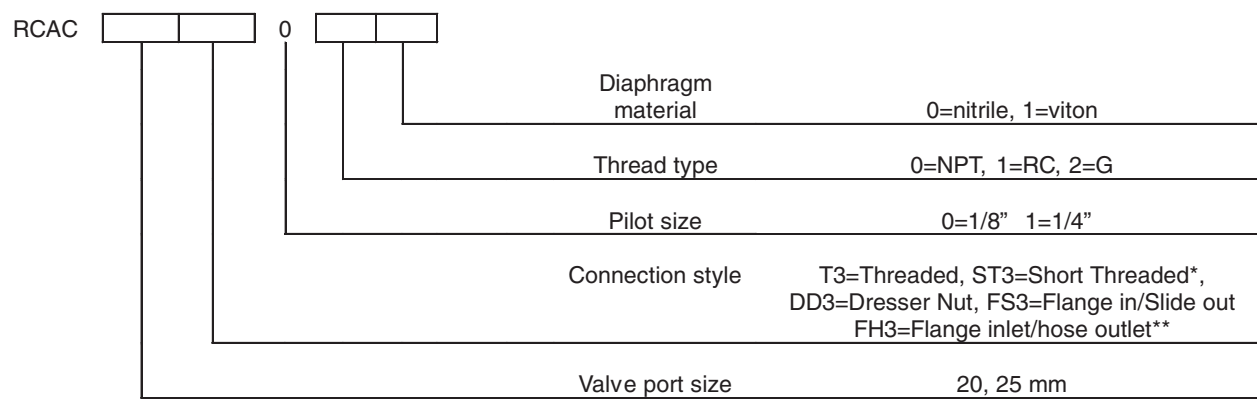 RCAC 0
Diaphragm
material 0=nitrile, 1=viton
Thread type 0=NPT, 1=RC, 2=G
Pilot size 0=1/8” 1=1/4”
Connection style T3=Threaded, ST3=Short Threaded*,
DD3=Dresser Nut, FS3=Flange in/Slide out
FH3=Flange inlet/hose outlet**
Valve port size 20, 25 mm